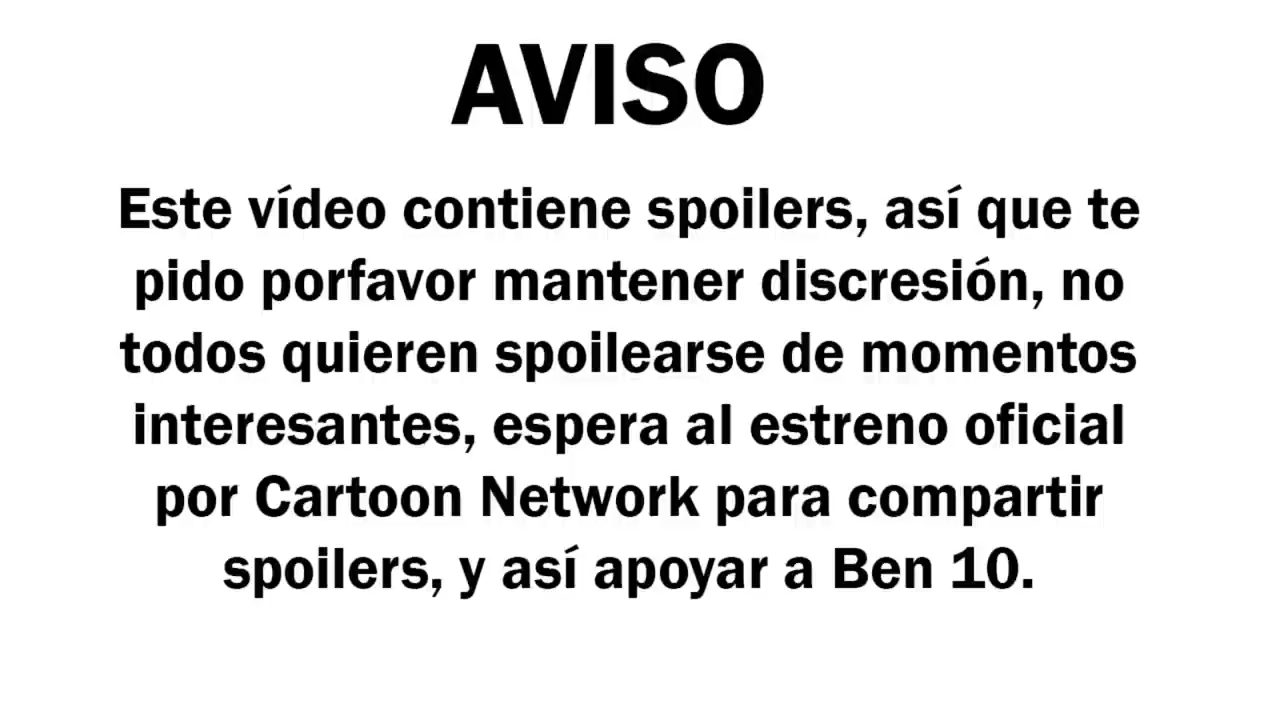 AVISO
Este vídeo contiene spoilers, así que te
pido porfavor mantener discresión, no
todos quieren spoilearse de momentos
interesantes, espera al estreno oficial
por Cartoon Network para compartir
spoilers, y así apoyar a Ben 10.